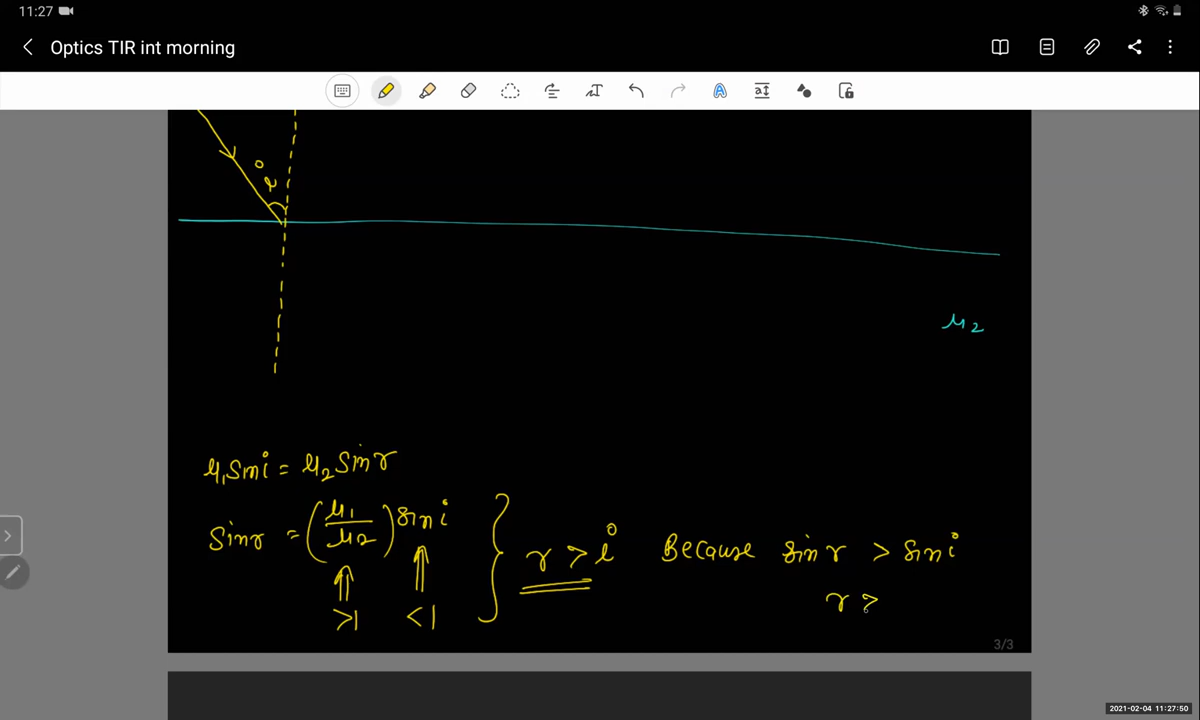 11:27
Optics TIR int morning
i
μ2
μ1 sin i = μ2 sin r
sin r = (μ1/μ2) sin i } r > i Because sin r > sin i
>1 <1 r >
3/3
2021-02-04 11:27:50